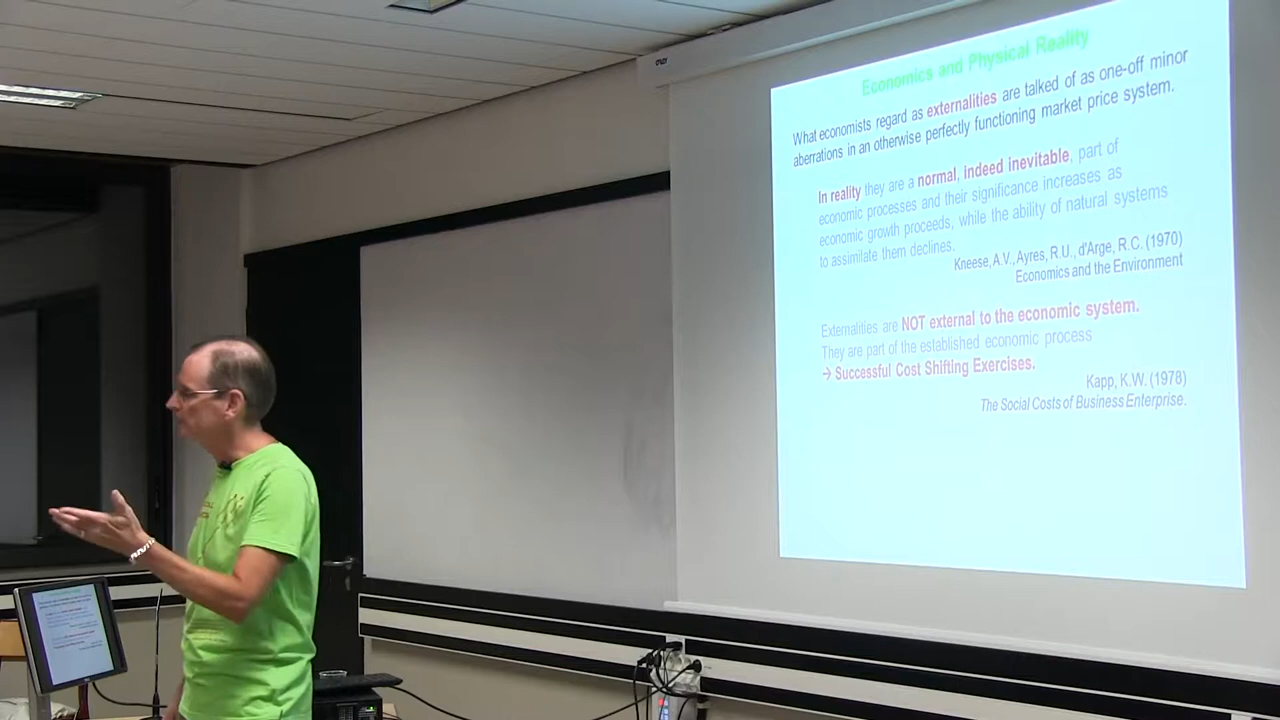 Economics and Physical Reality
What economists regard as externalities are talked of as one-off minor
aberrations in an otherwise perfectly functioning market price system.
In reality they are a normal, indeed inevitable, part of
economic processes and their significance increases as
economic growth proceeds, while the ability of natural systems
to assimilate them declines.
Kneese, A.V., Ayres, R.U., d'Arge, R.C. (1970)
Economics and the Environment
Externalities are NOT external to the economic system.
They are part of the established economic process
→ Successful Cost Shifting Exercises.
Kapp, K.W. (1978)
The Social Costs of Business Enterprise.